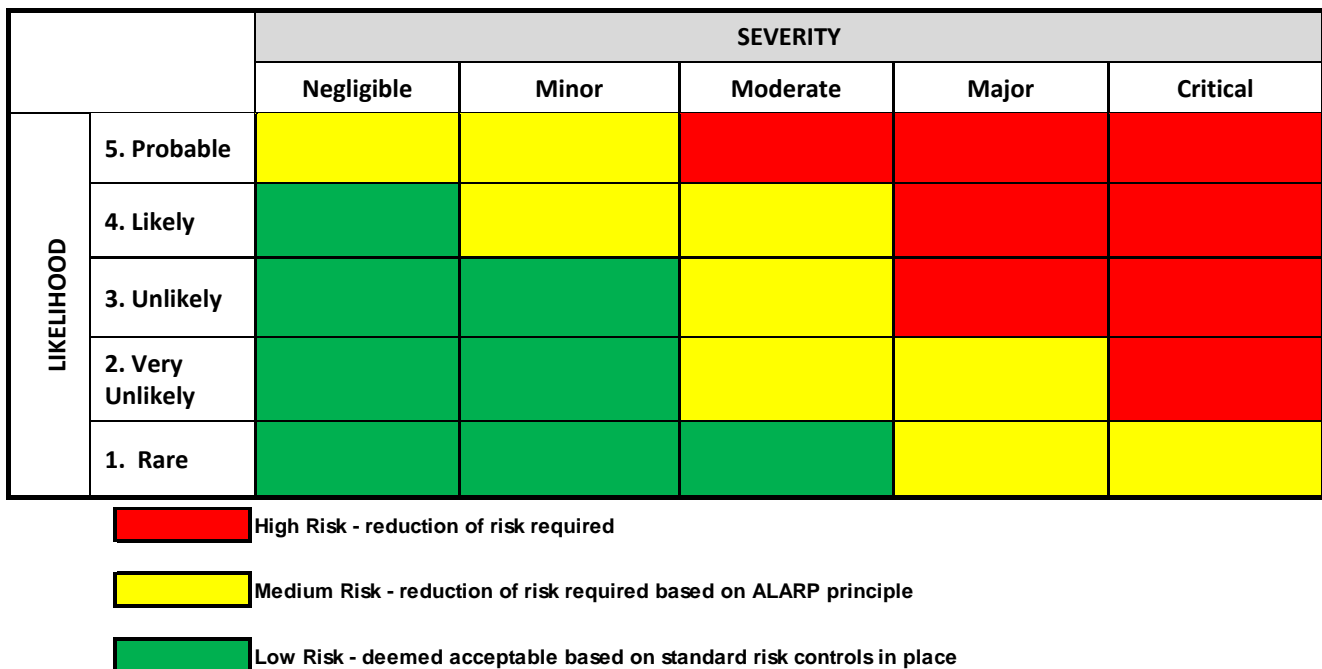 SEVERITY
Negligible Minor Moderate Major Critical
LIKELIHOOD
5. Probable
4. Likely
3. Unlikely
2. Very
Unlikely
1. Rare
High Risk - reduction of risk required
Medium Risk - reduction of risk required based on ALARP principle
Low Risk - deemed acceptable based on standard risk controls in place